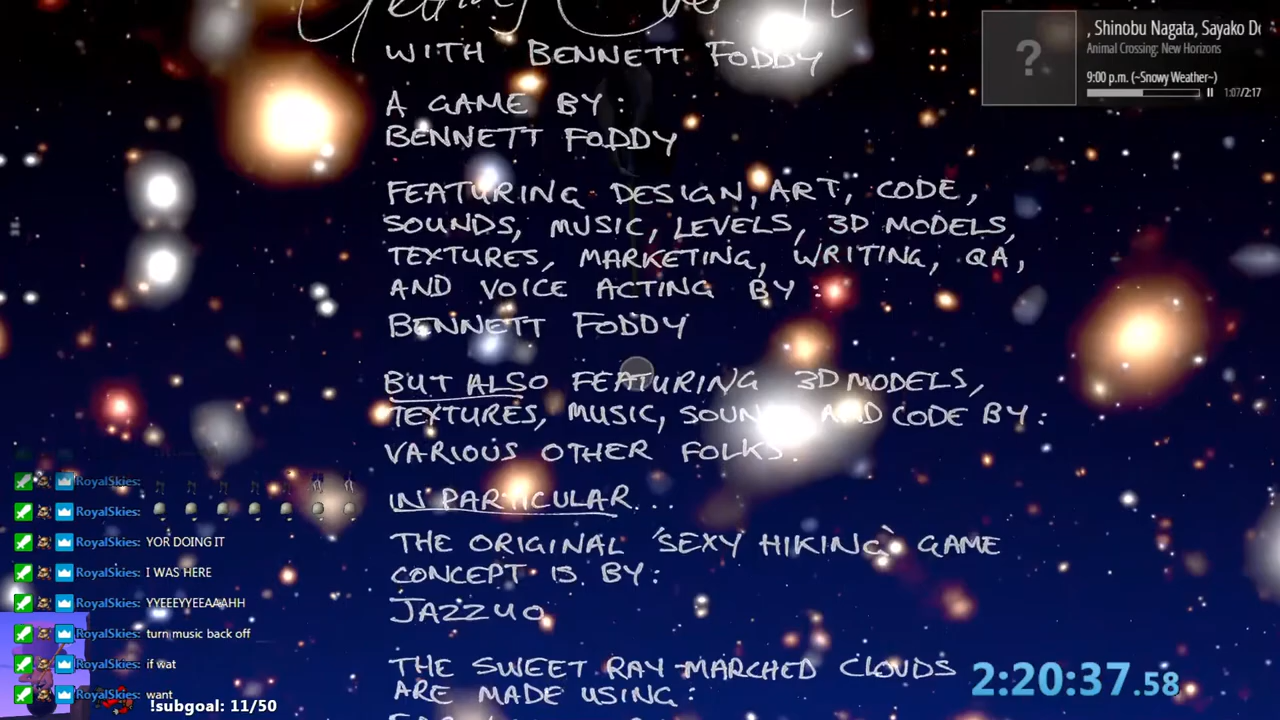 Getting Over It
WITH BENNETT FODDY
A GAME BY:
BENNETT FODDY
FEATURING DESIGN, ART, CODE,
SOUNDS, MUSIC, LEVELS, 3D MODELS,
TEXTURES, MARKETING, WRITING, QA,
AND VOICE ACTING BY:
BENNETT FODDY
BUT ALSO FEATURING 3D MODELS,
TEXTURES, MUSIC, SOUNDS AND CODE BY:
VARIOUS OTHER FOLKS.
IN PARTICULAR...
THE ORIGINAL 'SEXY HIKING' GAME
CONCEPT IS BY:
JAZZUO
THE SWEET RAY-MARCHED CLOUDS
ARE MADE USING:
, Shinobu Nagata, Sayako Do
Animal Crossing: New Horizons
9:00 p.m. (~Snowy Weather~)
1:07/2:17
?
RoyalSkies:
RoyalSkies:
RoyalSkies: YOR DOING IT
RoyalSkies: I WAS HERE
RoyalSkies: YYEEEYYEEAAAHH
RoyalSkies: turn music back off
RoyalSkies: if wat
RoyalSkies: want
!subgoal: 11/50
2:20:37.58